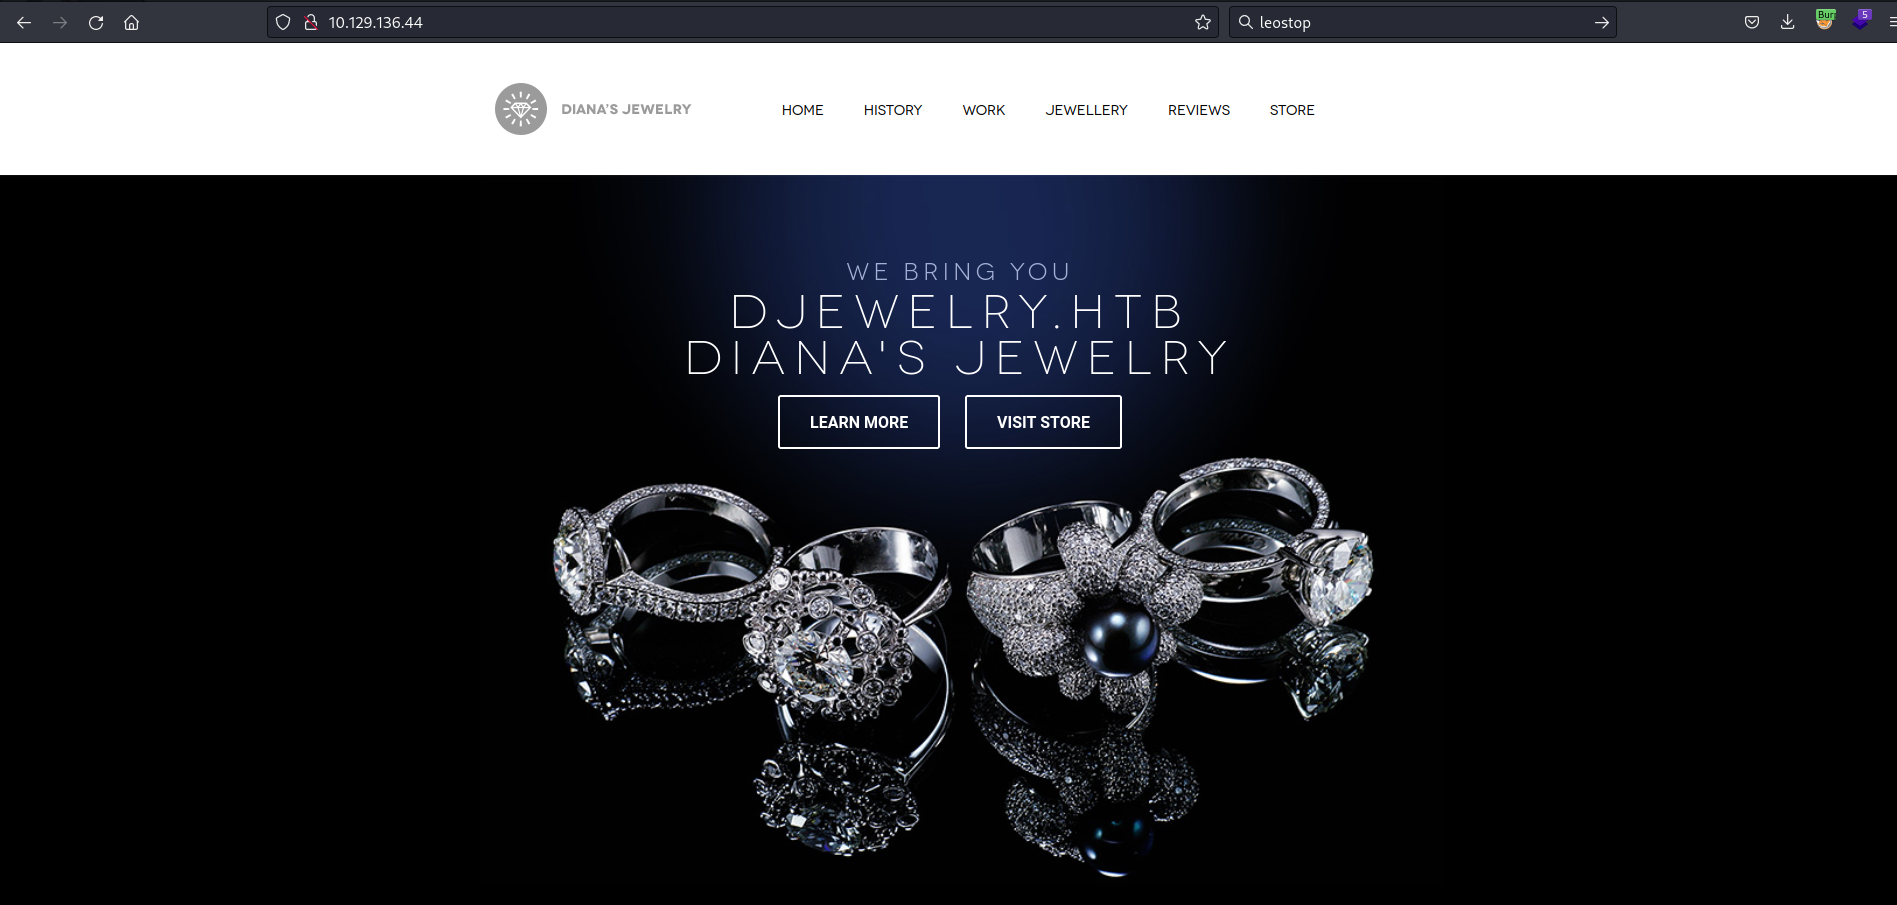 10.129.136.44
leostop
Bur
5
DIANA'S JEWELRY
HOME
HISTORY
WORK
JEWELLERY
REVIEWS
STORE
WE BRING YOU
DJEWELRY.HTB
DIANA'S JEWELRY
LEARN MORE
VISIT STORE